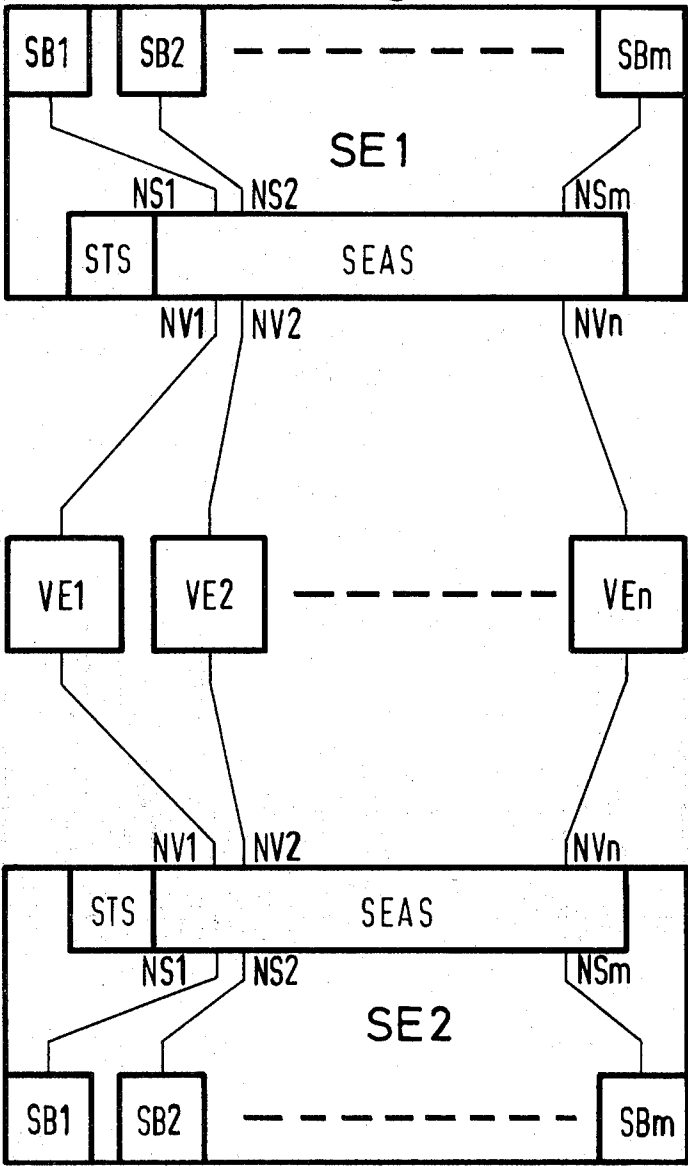 SB1 SB2 SBm
SE1
NS1 NS2 NSm
STS SEAS
NV1 NV2 NVn
VE1 VE2 VEn
NV1 NV2 NVn
STS SEAS
NS1 NS2 NSm
SE2
SB1 SB2 SBm